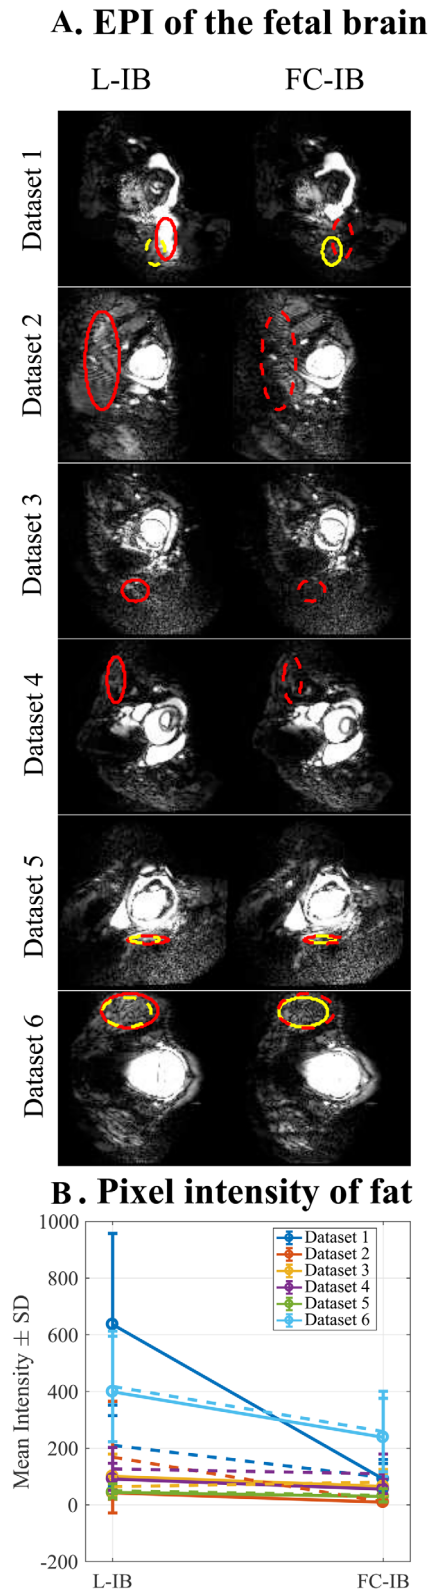 A. EPI of the fetal brain
L-IB FC-IB
Dataset 1
Dataset 2
Dataset 3
Dataset 4
Dataset 5
Dataset 6
B. Pixel intensity of fat
1000
800
600
400
200
0
-200
Mean Intensity ± SD
Dataset 1
Dataset 2
Dataset 3
Dataset 4
Dataset 5
Dataset 6
L-IB FC-IB